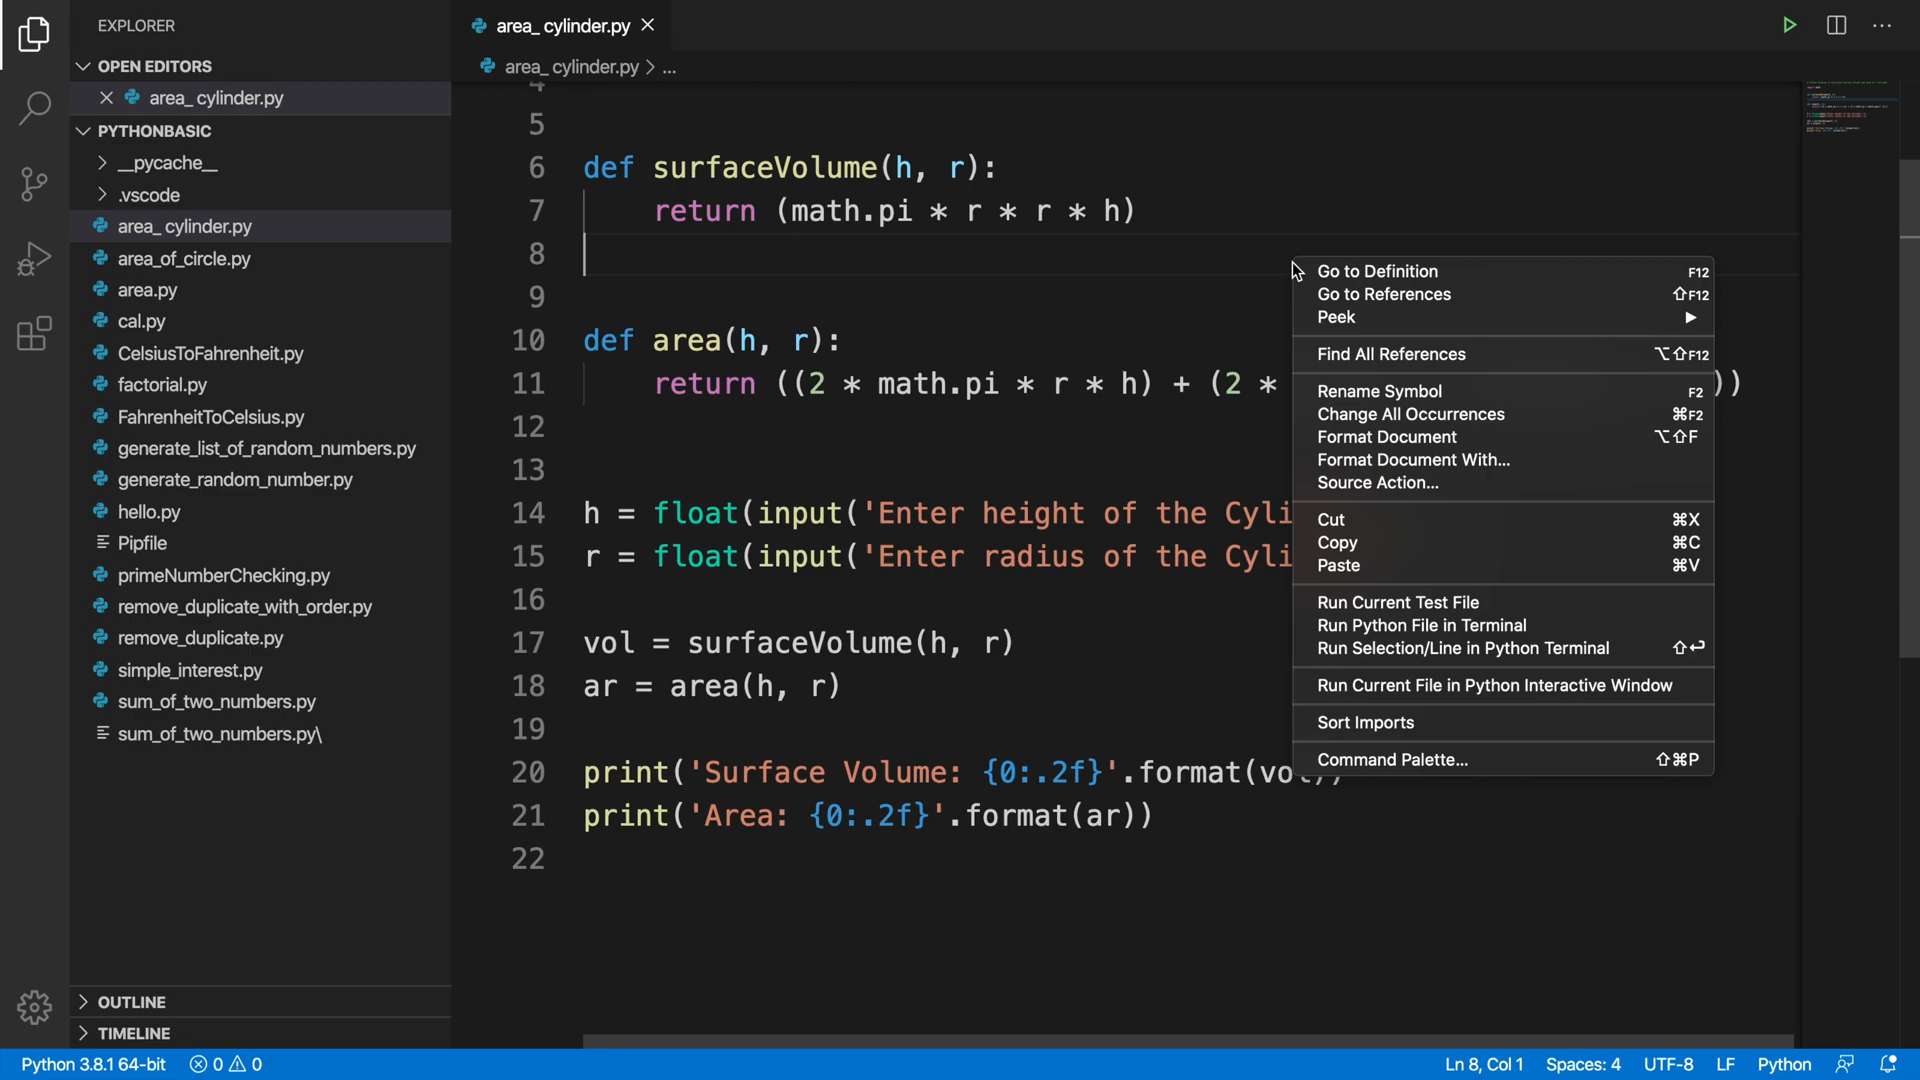 EXPLORER
OPEN EDITORS
area_ cylinder.py
PYTHONBASIC
__pycache__
.vscode
area_ cylinder.py
area_of_circle.py
area.py
cal.py
CelsiusToFahrenheit.py
factorial.py
FahrenheitToCelsius.py
generate_list_of_random_numbers.py
generate_random_number.py
hello.py
Pipfile
primeNumberChecking.py
remove_duplicate_with_order.py
remove_duplicate.py
simple_interest.py
sum_of_two_numbers.py
sum_of_two_numbers.py\
OUTLINE
TIMELINE
area_ cylinder.py
area_ cylinder.py > ...
4
5
6 def surfaceVolume(h, r):
7 return (math.pi * r * r * h)
8
9
10 def area(h, r):
11 return ((2 * math.pi * r * h) + (2 * ))
12
13
14 h = float(input('Enter height of the Cyli
15 r = float(input('Enter radius of the Cyli
16
17 vol = surfaceVolume(h, r)
18 ar = area(h, r)
19
20 print('Surface Volume: {0:.2f}'.format(vol))
21 print('Area: {0:.2f}'.format(ar))
22
Go to Definition F12
Go to References ⇧F12
Peek ▶
Find All References ⌥⇧F12
Rename Symbol F2
Change All Occurrences ⌘F2
Format Document ⌥⇧F
Format Document With...
Source Action...
Cut ⌘X
Copy ⌘C
Paste ⌘V
Run Current Test File
Run Python File in Terminal
Run Selection/Line in Python Terminal ⇧↩
Run Current File in Python Interactive Window
Sort Imports
Command Palette... ⇧⌘P
Python 3.8.1 64-bit 0 0 Ln 8, Col 1 Spaces: 4 UTF-8 LF Python